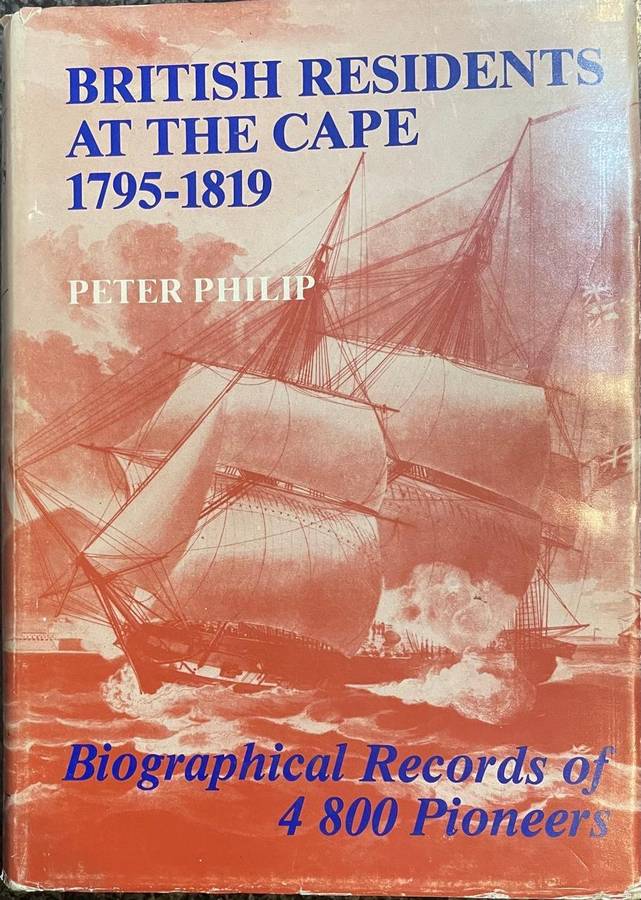 BRITISH RESIDENTS
AT THE CAPE
1795-1819
PETER PHILIP
Biographical Records of
4 800 Pioneers